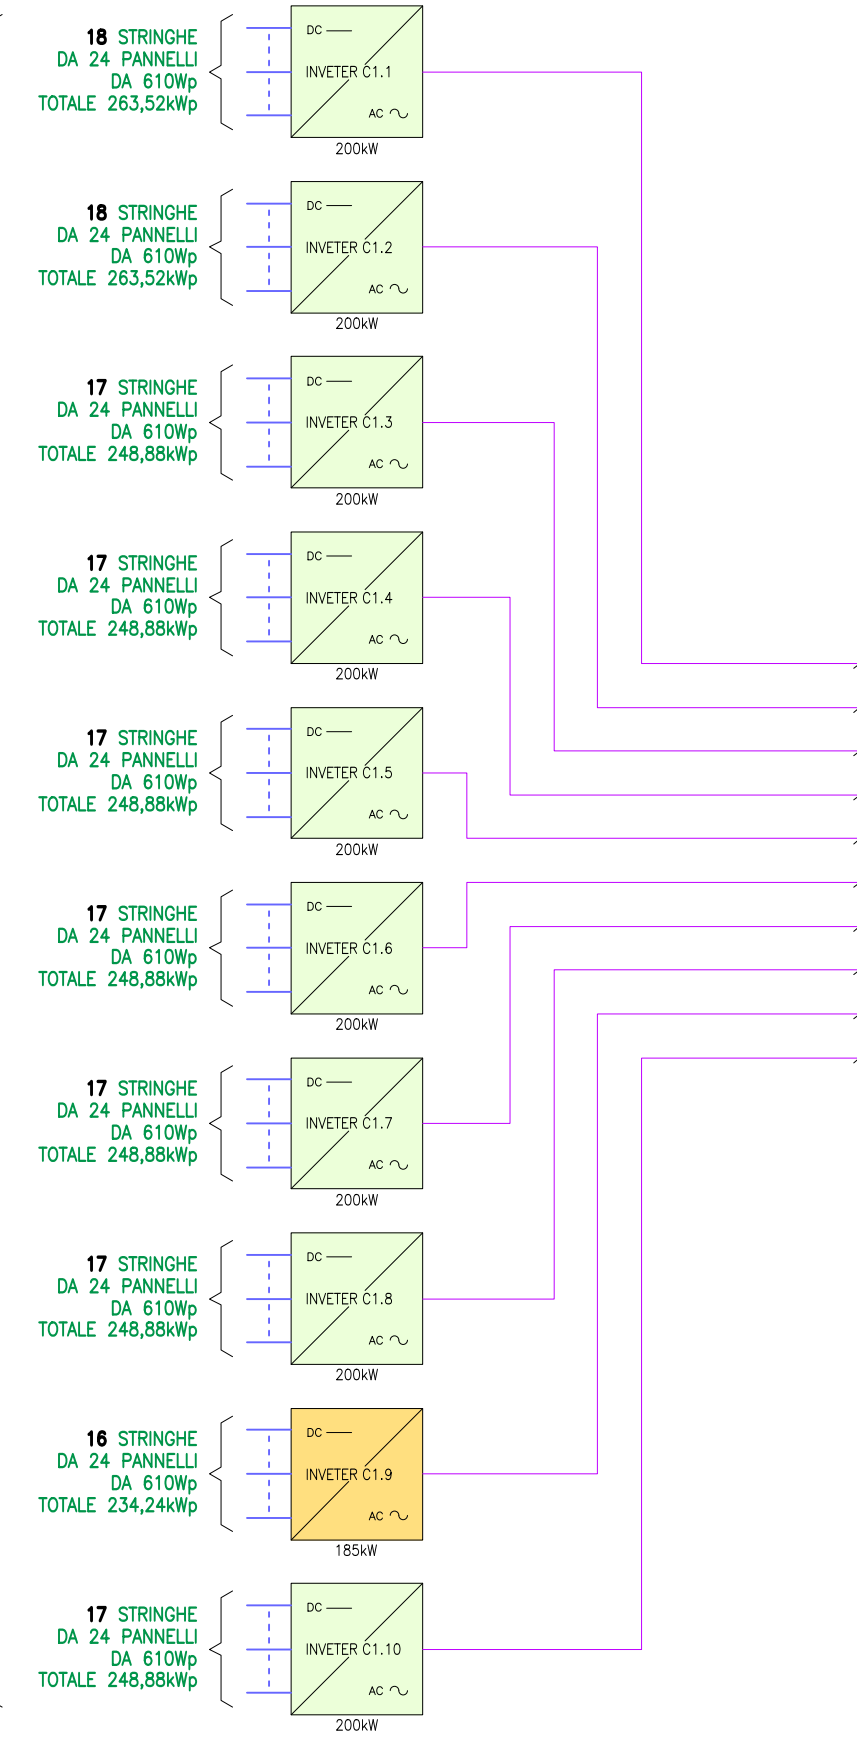 18 STRINGHE
DA 24 PANNELLI
DA 610Wp
TOTALE 263,52kWp
DC
INVETER C1.1
AC
200kW
18 STRINGHE
DA 24 PANNELLI
DA 610Wp
TOTALE 263,52kWp
DC
INVETER C1.2
AC
200kW
17 STRINGHE
DA 24 PANNELLI
DA 610Wp
TOTALE 248,88kWp
DC
INVETER C1.3
AC
200kW
17 STRINGHE
DA 24 PANNELLI
DA 610Wp
TOTALE 248,88kWp
DC
INVETER C1.4
AC
200kW
17 STRINGHE
DA 24 PANNELLI
DA 610Wp
TOTALE 248,88kWp
DC
INVETER C1.5
AC
200kW
17 STRINGHE
DA 24 PANNELLI
DA 610Wp
TOTALE 248,88kWp
DC
INVETER C1.6
AC
200kW
17 STRINGHE
DA 24 PANNELLI
DA 610Wp
TOTALE 248,88kWp
DC
INVETER C1.7
AC
200kW
17 STRINGHE
DA 24 PANNELLI
DA 610Wp
TOTALE 248,88kWp
DC
INVETER C1.8
AC
200kW
16 STRINGHE
DA 24 PANNELLI
DA 610Wp
TOTALE 234,24kWp
DC
INVETER C1.9
AC
185kW
17 STRINGHE
DA 24 PANNELLI
DA 610Wp
TOTALE 248,88kWp
DC
INVETER C1.10
AC
200kW